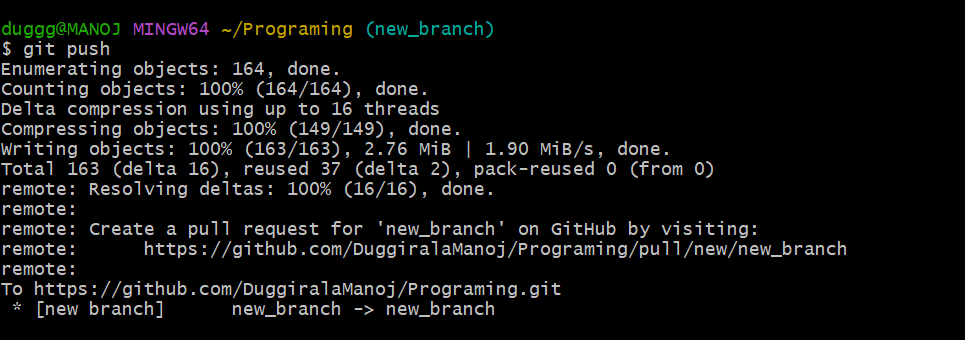 duggg@MANOJ MINGW64 ~/Programing (new_branch)
$ git push
Enumerating objects: 164, done.
Counting objects: 100% (164/164), done.
Delta compression using up to 16 threads
Compressing objects: 100% (149/149), done.
Writing objects: 100% (163/163), 2.76 MiB | 1.90 MiB/s, done.
Total 163 (delta 16), reused 37 (delta 2), pack-reused 0 (from 0)
remote: Resolving deltas: 100% (16/16), done.
remote:
remote: Create a pull request for 'new_branch' on GitHub by visiting:
remote:      https://github.com/DuggiralaManoj/Programing/pull/new/new_branch
remote:
To https://github.com/DuggiralaManoj/Programing.git
 * [new branch]      new_branch -> new_branch